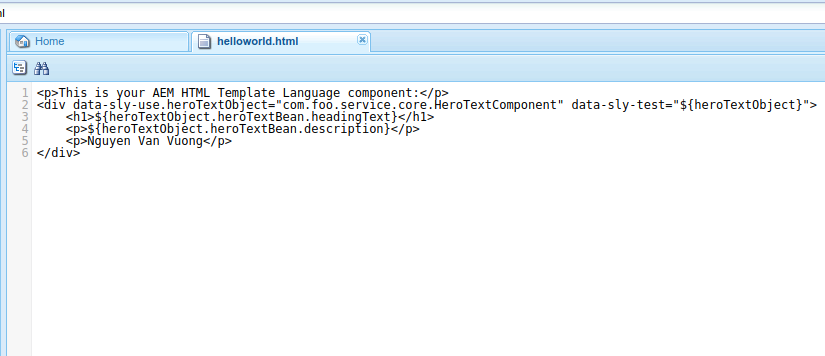 nl
Home
helloworld.html
1 <p>This is your AEM HTML Template Language component:</p>
2 <div data-sly-use.heroTextObject="com.foo.service.core.HeroTextComponent" data-sly-test="${heroTextObject}">
3     <h1>${heroTextObject.heroTextBean.headingText}</h1>
4     <p>${heroTextObject.heroTextBean.description}</p>
5     <p>Nguyen Van Vuong</p>
6 </div>